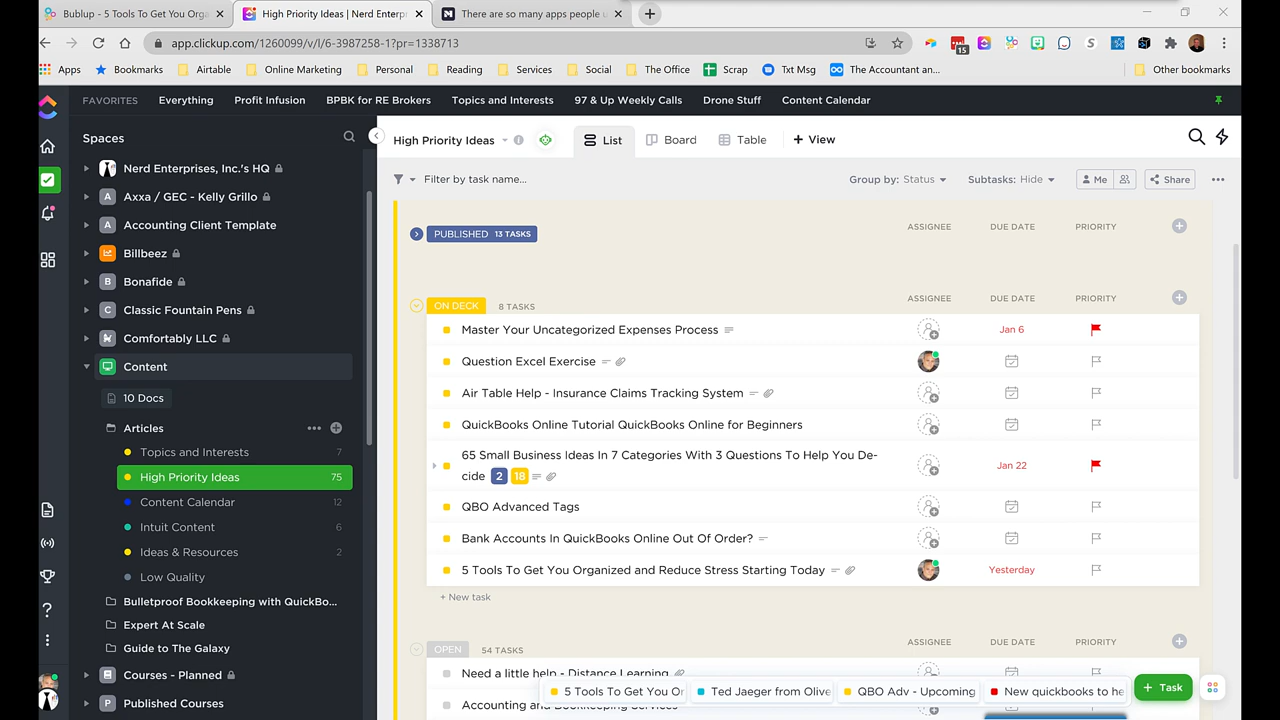 Bublup - 5 Tools To Get You Orga
High Priority Ideas | Nerd Enterpri
There are so many apps people u
app.clickup.com/2260099/v/l/6-3987258-1?pr=1338713
15
Apps
Bookmarks
Airtable
Online Marketing
Personal
Reading
Services
Social
The Office
Scrap
Txt Msg
The Accountant an...
Other bookmarks
FAVORITES
Everything
Profit Infusion
BPBK for RE Brokers
Topics and Interests
97 & Up Weekly Calls
Drone Stuff
Content Calendar
Spaces
Nerd Enterprises, Inc.'s HQ
A Axxa / GEC - Kelly Grillo
A Accounting Client Template
Billbeez
B Bonafide
C Classic Fountain Pens
Comfortably LLC
Content
10 Docs
Articles
Topics and Interests 7
High Priority Ideas 75
Content Calendar 12
Intuit Content 6
Ideas & Resources 2
Low Quality
Bulletproof Bookkeeping with QuickBo...
Expert At Scale
Guide to The Galaxy
Courses - Planned
P Published Courses
High Priority Ideas
List
Board
Table
+ View
Filter by task name...
Group by: Status
Subtasks: Hide
Me
Share
PUBLISHED 13 TASKS
ASSIGNEE DUE DATE PRIORITY
ON DECK 8 TASKS
ASSIGNEE DUE DATE PRIORITY
Master Your Uncategorized Expenses Process Jan 6
Question Excel Exercise
Air Table Help - Insurance Claims Tracking System
QuickBooks Online Tutorial QuickBooks Online for Beginners
65 Small Business Ideas In 7 Categories With 3 Questions To Help You De-
cide 2 18 Jan 22
QBO Advanced Tags
Bank Accounts In QuickBooks Online Out Of Order?
5 Tools To Get You Organized and Reduce Stress Starting Today Yesterday
+ New task
OPEN 54 TASKS
ASSIGNEE DUE DATE PRIORITY
Need a little help - Distance Learning
Accounting and Bookkeeping Services
5 Tools To Get You Or
Ted Jaeger from Olive
QBO Adv - Upcoming
New quickbooks to he
+ Task